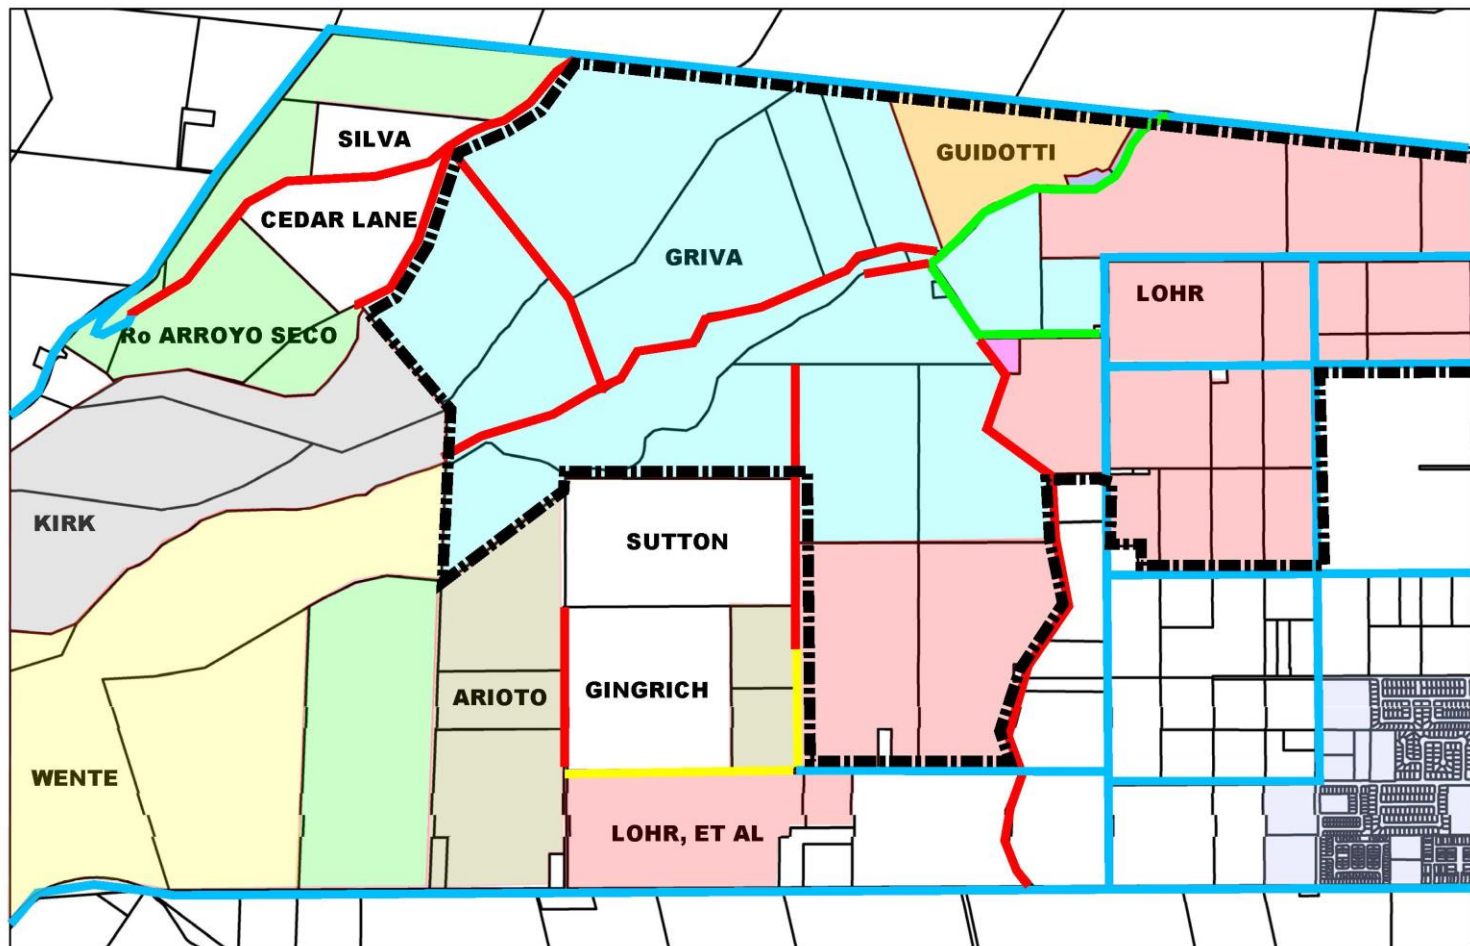 SILVA
GUIDOTTI
CEDAR LANE
GRIVA
LOHR
Ro ARROYO SECO
KIRK
SUTTON
GINGRICH
ARIOTO
WENTE
LOHR, ET AL